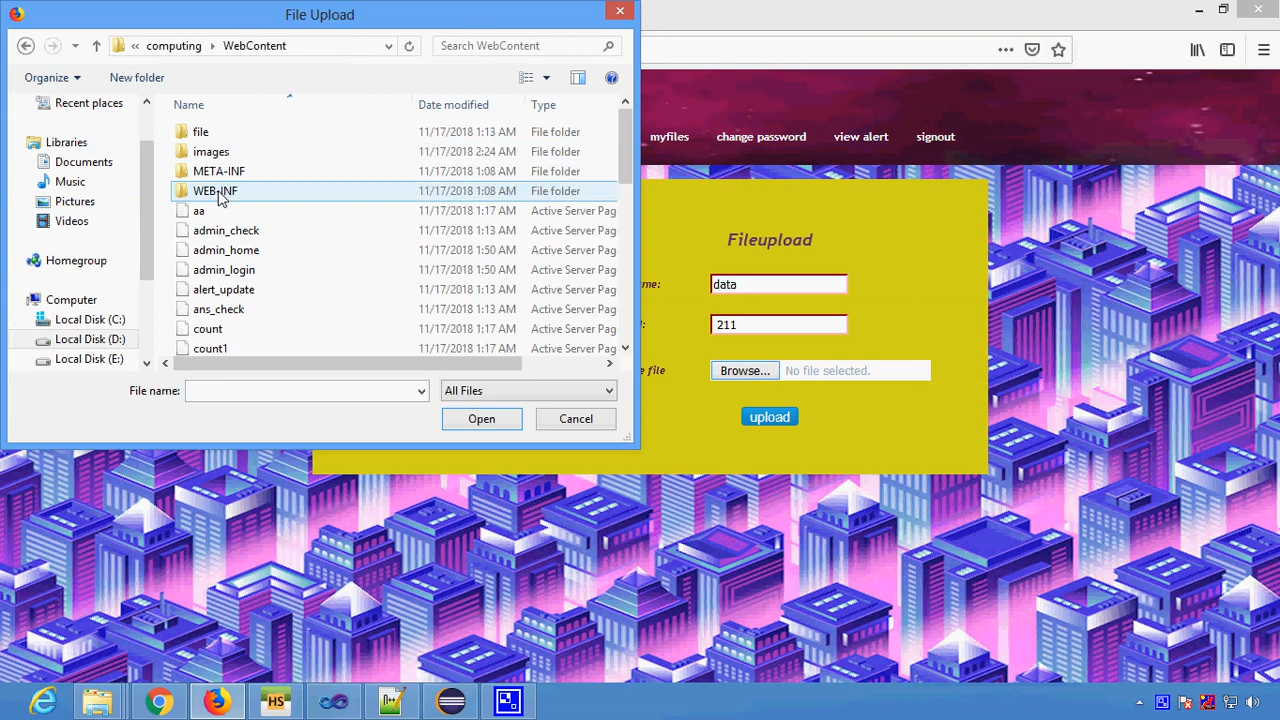 File Upload
computing WebContent
Search WebContent
Organize
New folder
Recent places
Libraries
Documents
Music
Pictures
Videos
Homegroup
Computer
Local Disk (C:)
Local Disk (D:)
Local Disk (E:)
Name Date modified Type
file 11/17/2018 1:13 AM File folder
images 11/17/2018 2:24 AM File folder
META-INF 11/17/2018 1:08 AM File folder
WEB-INF 11/17/2018 1:08 AM File folder
aa 11/17/2018 1:17 AM Active Server Pag
admin_check 11/17/2018 1:13 AM Active Server Pag
admin_home 11/17/2018 1:50 AM Active Server Pag
admin_login 11/17/2018 1:50 AM Active Server Pag
alert_update 11/17/2018 1:13 AM Active Server Pag
ans_check 11/17/2018 1:13 AM Active Server Pag
count 11/17/2018 1:17 AM Active Server Pag
count1 11/17/2018 1:17 AM Active Server Pag
File name:
All Files
Open
Cancel
myfiles change password view alert signout
Fileupload
me: data
: 211
e file Browse... No file selected.
upload
HS